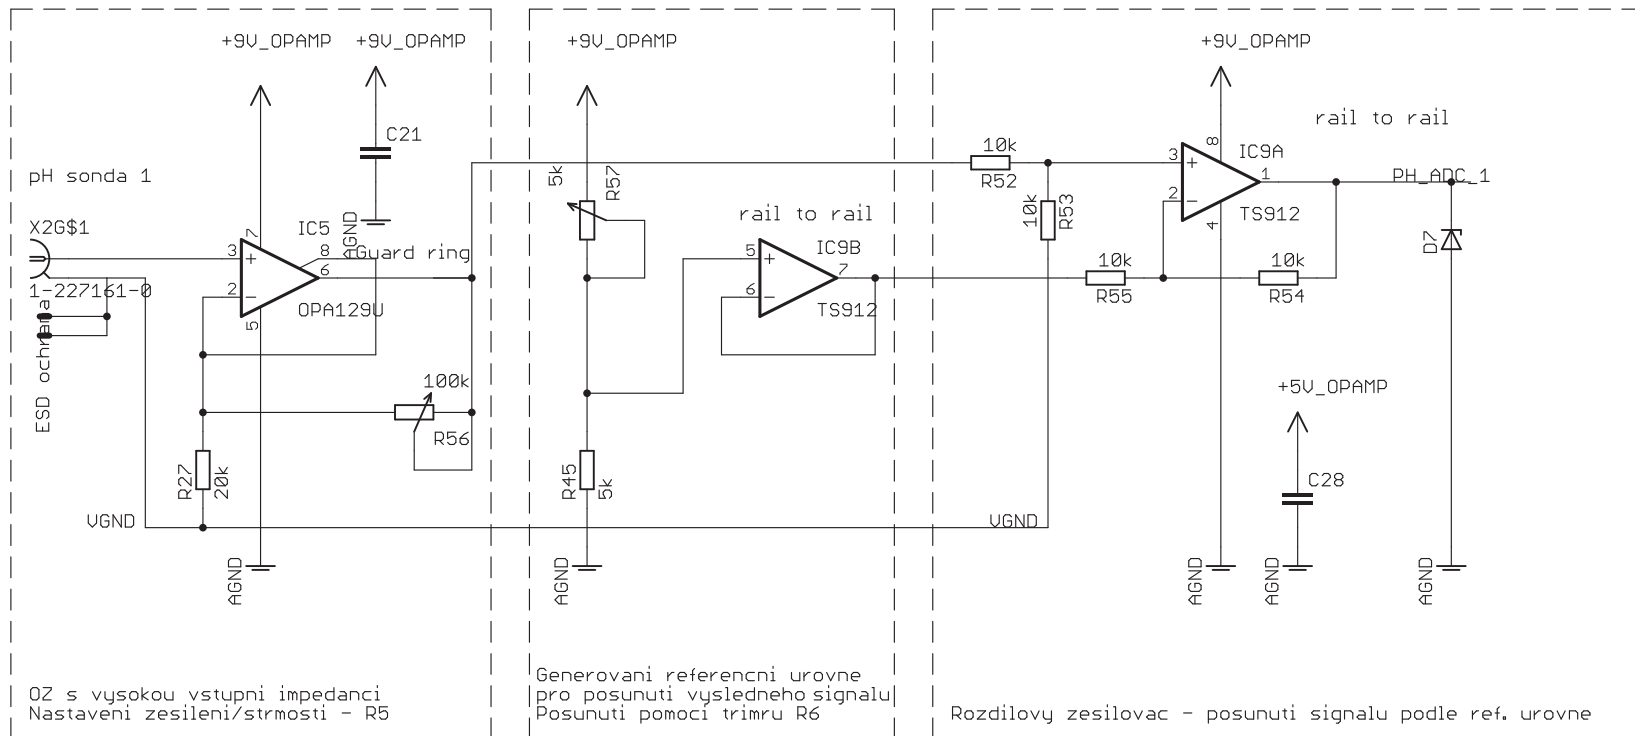 +9V_OPAMP
+9V_OPAMP
C21
pH sonda 1
X2G$1
1-227161-0
ESD ochrana
IC5
AGND
Guard ring
3
2
7
8
6
5
OPA129U
100k
R56
R27
20k
VGND
AGND
OZ s vysokou vstupni impedanci
Nastaveni zesileni/strmosti - R5
+9V_OPAMP
5k
R57
rail to rail
IC9B
5
6
7
TS912
R45
5k
AGND
Generovani referencni urovne
pro posunuti vysledneho signalu
Posunuti pomoci trimru R6
+9V_OPAMP
rail to rail
10k
R52
10k
R53
3
2
8
4
1
IC9A
TS912
PH_ADC_1
D7
10k
R55
10k
R54
+5V_OPAMP
C28
VGND
AGND
AGND
AGND
Rozdilovy zesilovac - posunuti signalu podle ref. urovne